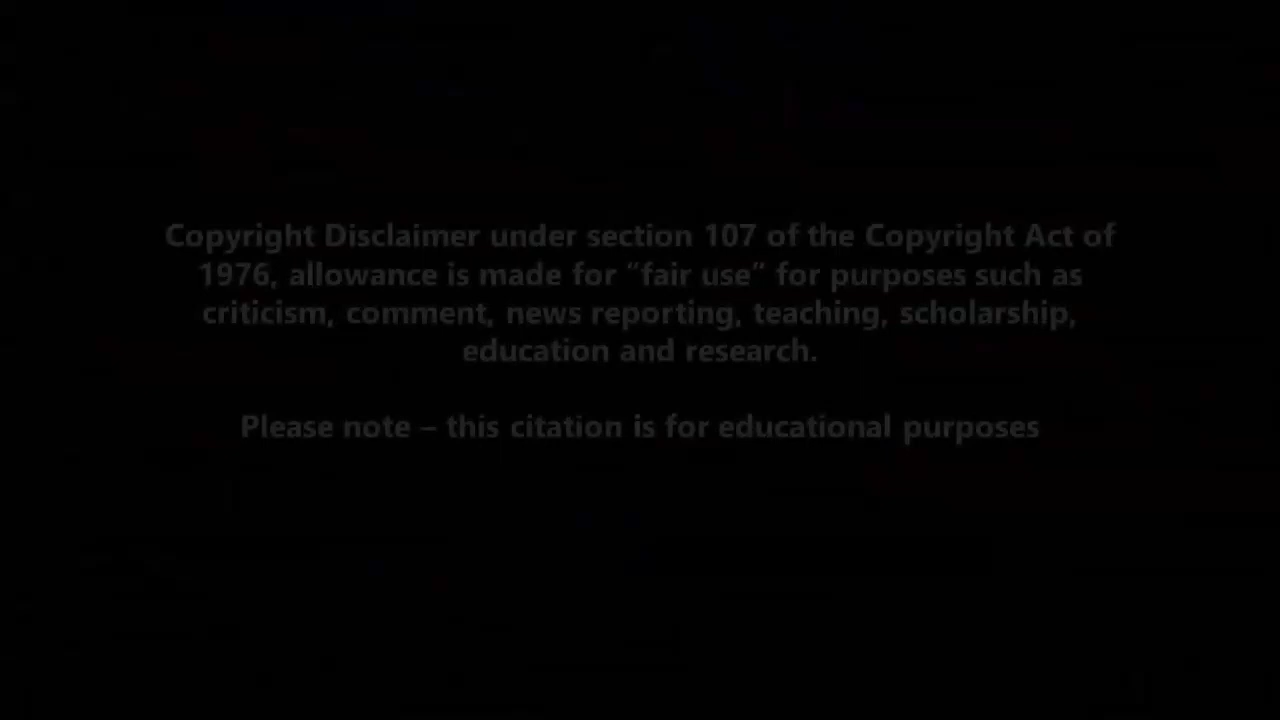 Copyright Disclaimer under section 107 of the Copyright Act of
1976, allowance is made for “fair use” for purposes such as
criticism, comment, news reporting, teaching, scholarship,
education and research.
Please note – this citation is for educational purposes